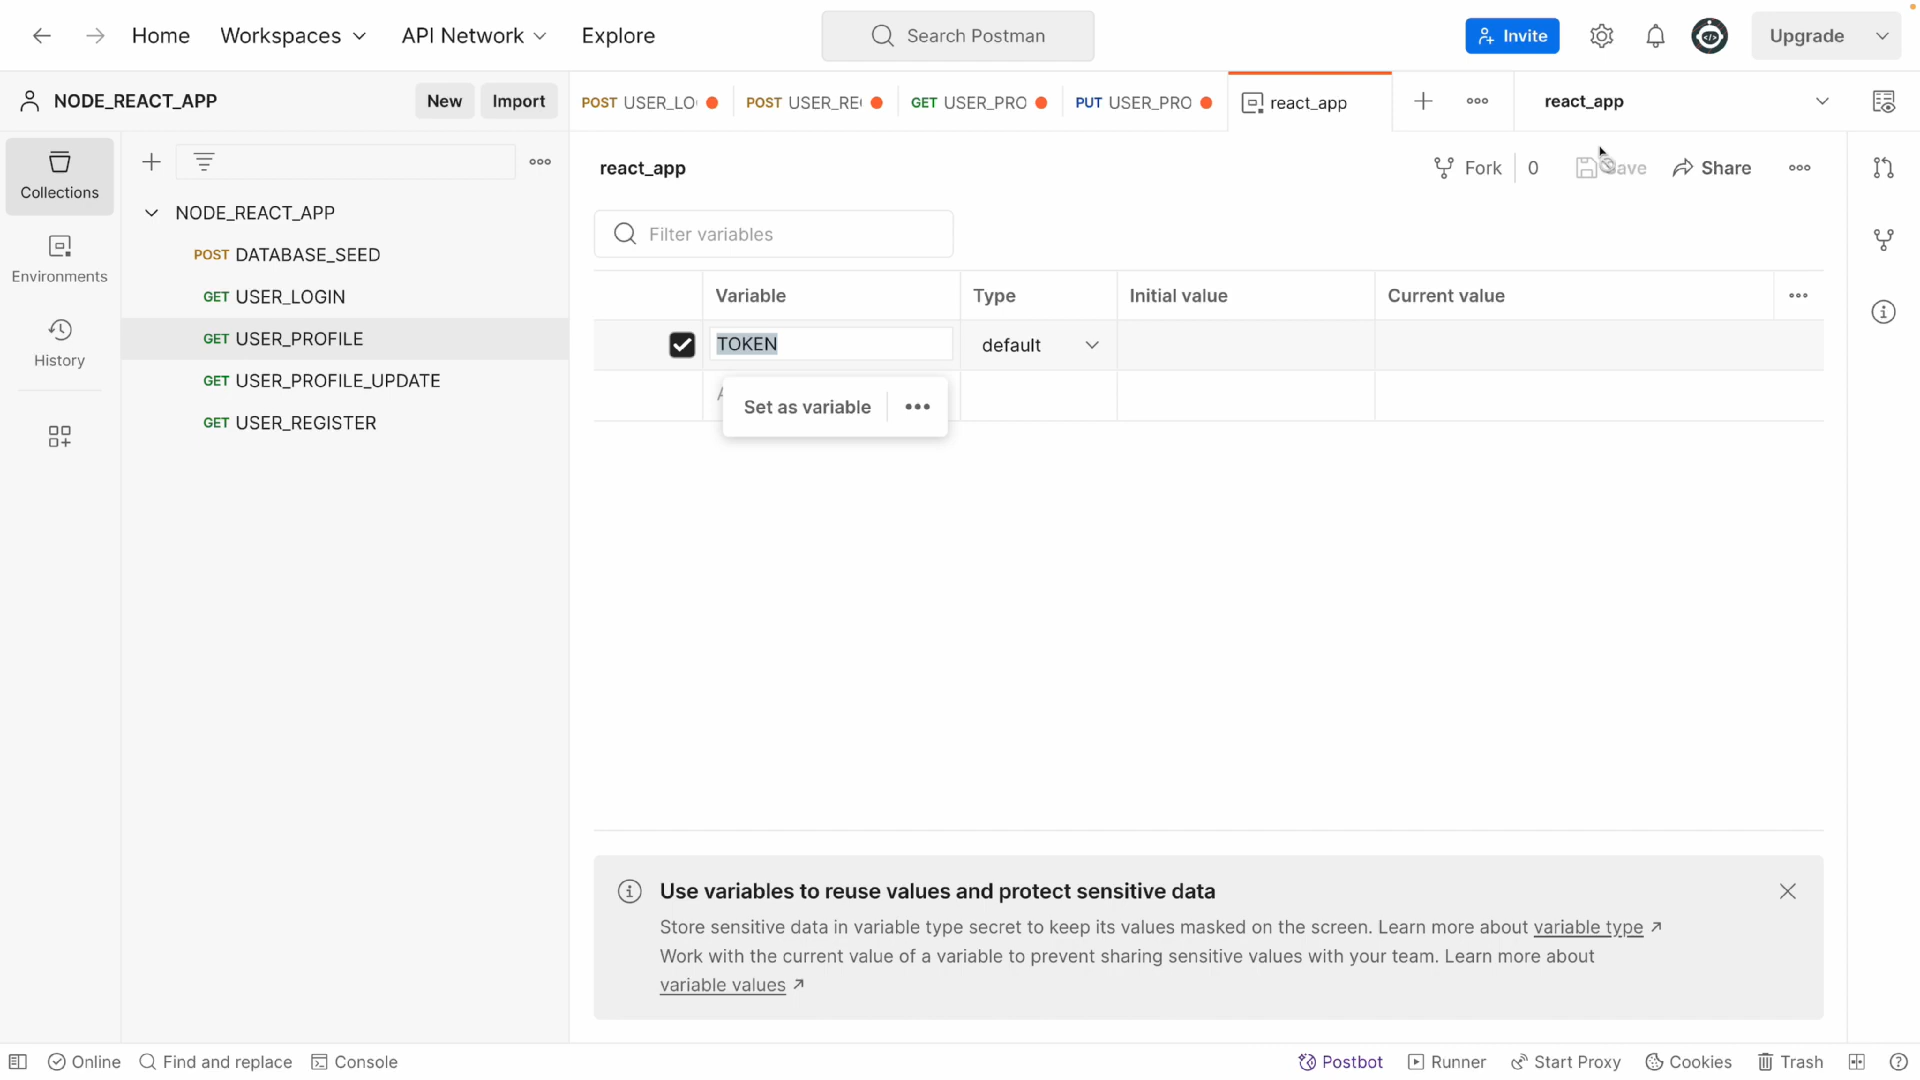 Home
Workspaces
API Network
Explore
Search Postman
Invite
Upgrade
NODE_REACT_APP
New
Import
POST USER_LO
POST USER_RE
GET USER_PRO
PUT USER_PRO
react_app
react_app
Collections
Environments
History
NODE_REACT_APP
POST DATABASE_SEED
GET USER_LOGIN
GET USER_PROFILE
GET USER_PROFILE_UPDATE
GET USER_REGISTER
react_app
Fork
0
Save
Share
Filter variables
Variable
Type
Initial value
Current value
TOKEN
default
Set as variable
Use variables to reuse values and protect sensitive data
Store sensitive data in variable type secret to keep its values masked on the screen. Learn more about variable type ↗
Work with the current value of a variable to prevent sharing sensitive values with your team. Learn more about
variable values ↗
Online
Find and replace
Console
Postbot
Runner
Start Proxy
Cookies
Trash